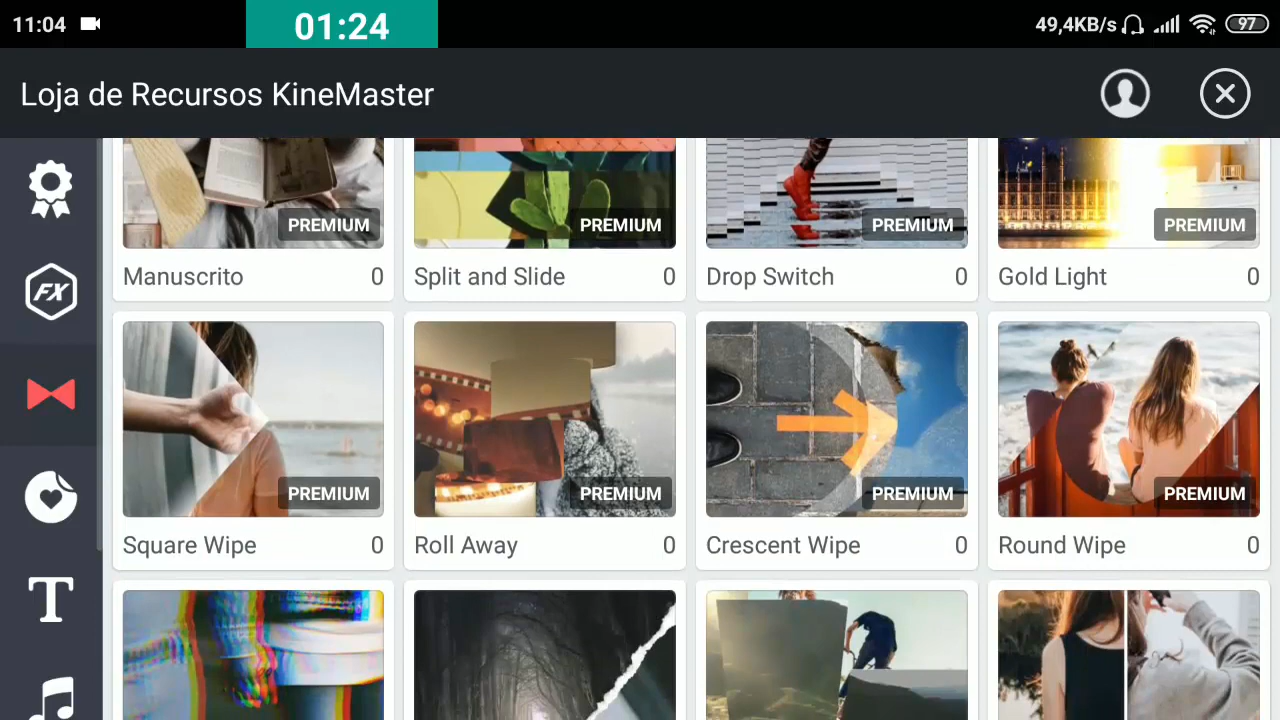 11:04
01:24
49,4KB/s
97
Loja de Recursos KineMaster
FX
T
PREMIUM PREMIUM PREMIUM PREMIUM
Manuscrito 0 Split and Slide 0 Drop Switch 0 Gold Light 0
PREMIUM PREMIUM PREMIUM PREMIUM
Square Wipe 0 Roll Away 0 Crescent Wipe 0 Round Wipe 0